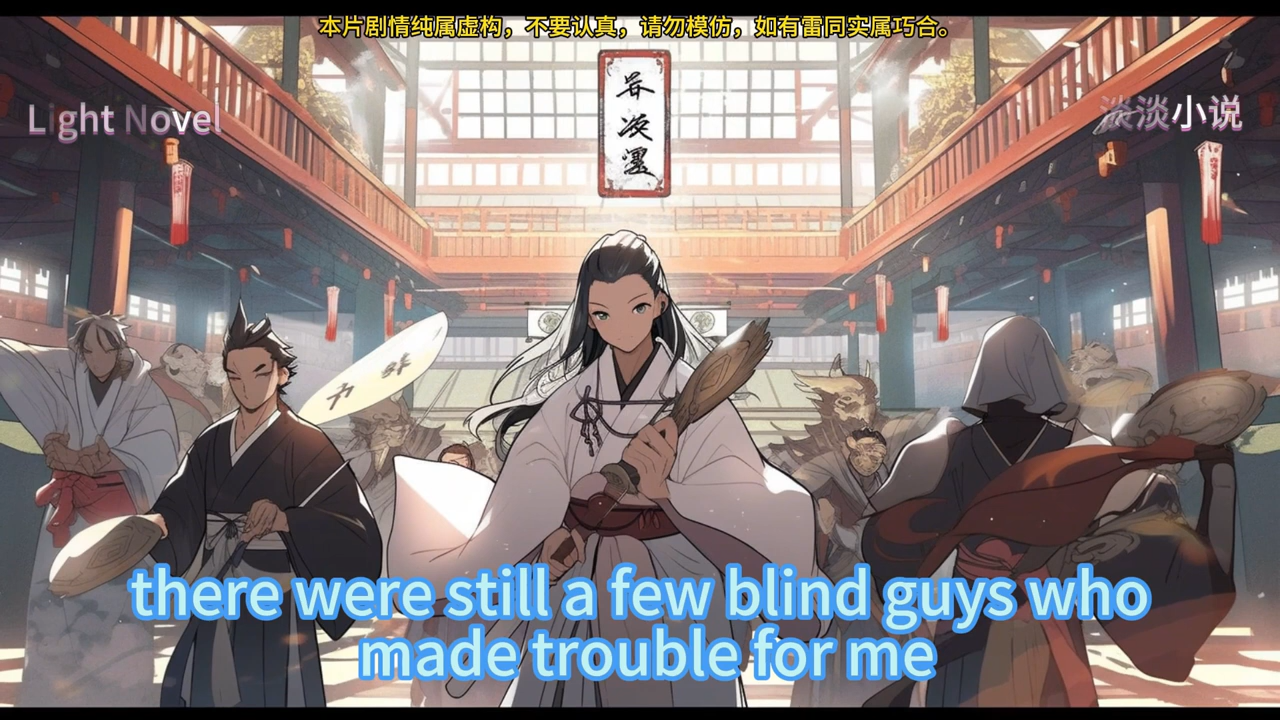 本片剧情纯属虚构，不要认真，请勿模仿，如有雷同实属巧合。
Light Novel
淡淡小说
there were still a few blind guys who
made trouble for me